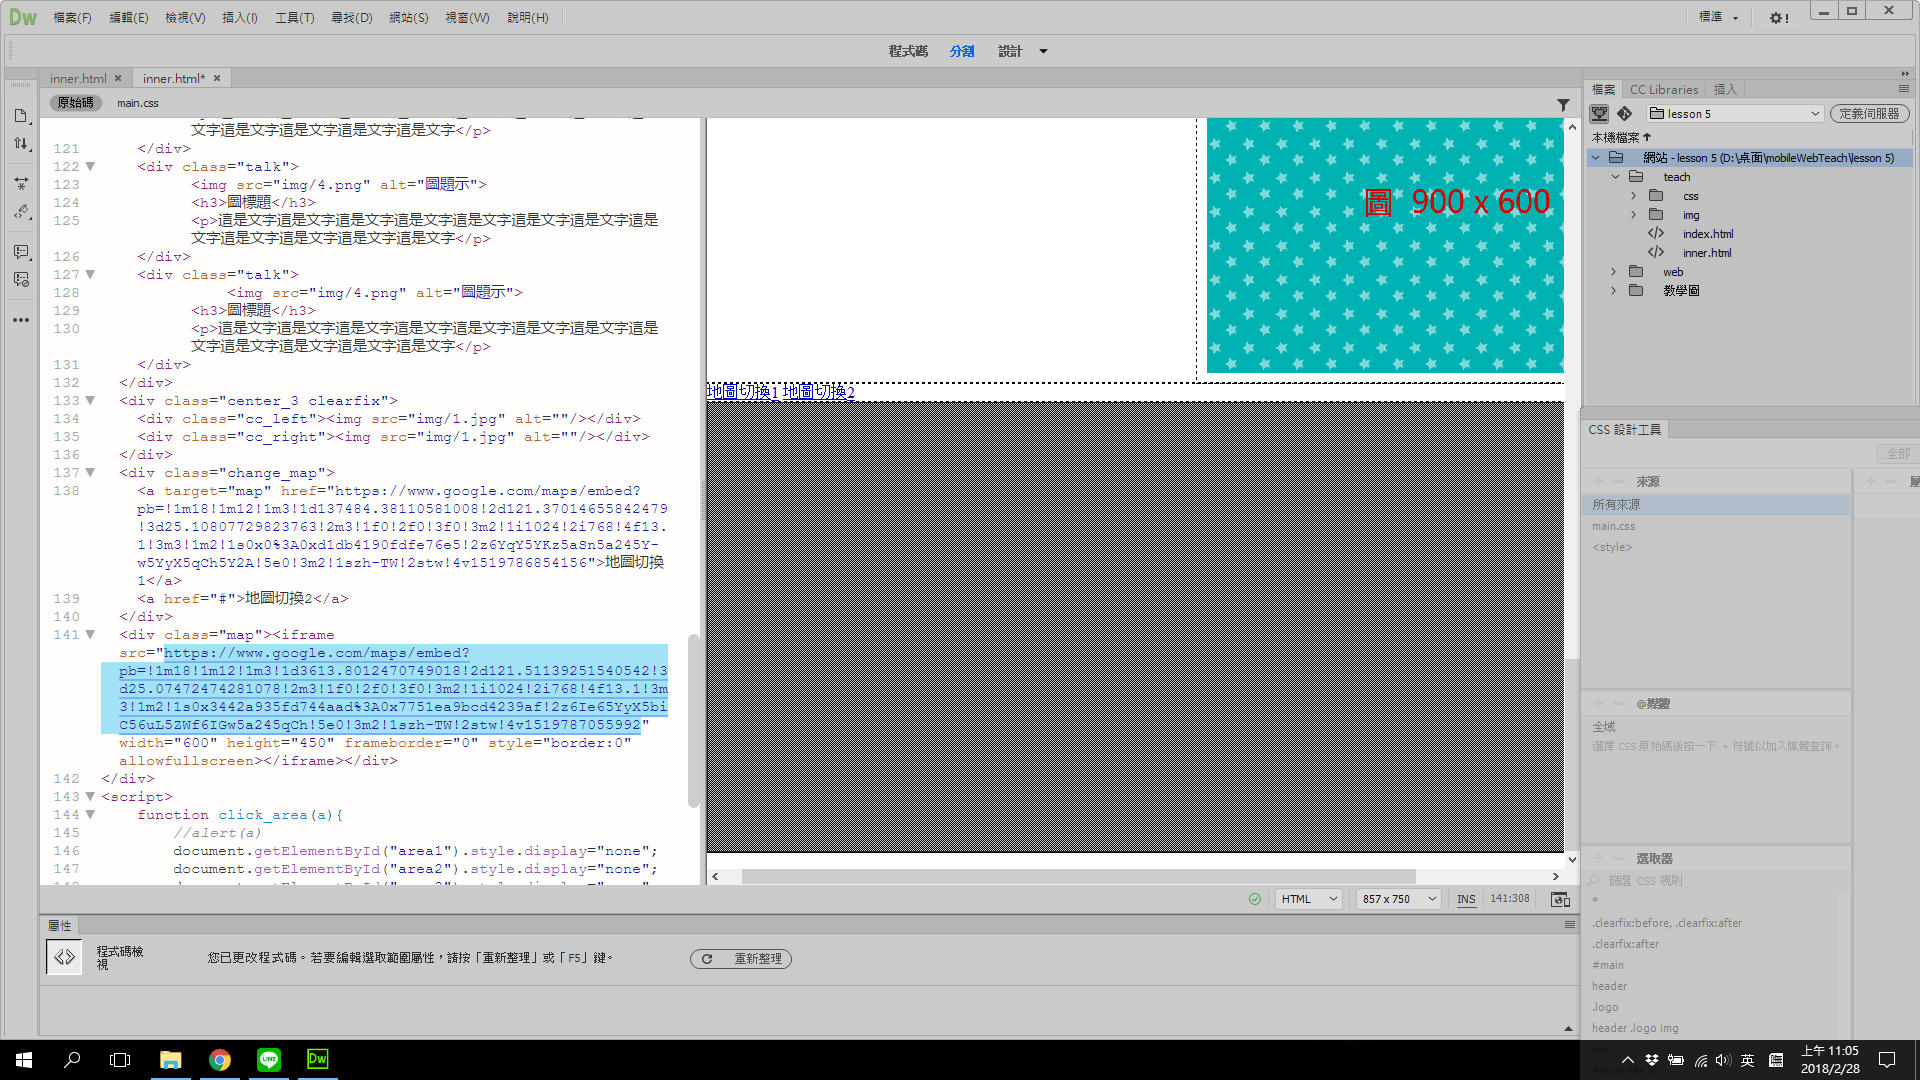 Dw 檔案(F) 編輯(E) 檢視(V) 插入(I) 工具(T) 尋找(D) 網站(S) 視窗(W) 說明(H) 標準
程式碼 分割 設計
inner.html inner.html*
原始碼 main.css
文字這是文字這是文字這是文字這是文字</p>
121 </div>
122 <div class="talk">
123 <img src="img/4.png" alt="圖題示">
124 <h3>圖標題</h3>
125 <p>這是文字這是文字這是文字這是文字這是文字這是文字這是文字這是
文字這是文字這是文字這是文字這是文字</p>
126 </div>
127 <div class="talk">
128 <img src="img/4.png" alt="圖題示">
129 <h3>圖標題</h3>
130 <p>這是文字這是文字這是文字這是文字這是文字這是文字這是文字這是
文字這是文字這是文字這是文字這是文字</p>
131 </div>
132 </div>
133 <div class="center_3 clearfix">
134 <div class="cc_left"><img src="img/1.jpg" alt=""/></div>
135 <div class="cc_right"><img src="img/1.jpg" alt=""/></div>
136 </div>
137 <div class="change_map">
138 <a target="map" href="https://www.google.com/maps/embed?
pb=!1m18!1m12!1m3!1d137484.38110581008!2d121.37014655842479
!3d25.10807729823763!2m3!1f0!2f0!3f0!3m2!1i1024!2i768!4f13.
1!3m3!1m2!1s0x0%3A0xd1db4190fdfe76e5!2z6YqY5YKz5aSn5a245Y-
w5YyX5qCh5Y2A!5e0!3m2!1szh-TW!2stw!4v1519786854156">地圖切換
1</a>
139 <a href="#">地圖切換2</a>
140 </div>
141 <div class="map"><iframe
src="https://www.google.com/maps/embed?
pb=!1m18!1m12!1m3!1d3613.8012470749018!2d121.51139251540542!3
d25.07472474281078!2m3!1f0!2f0!3f0!3m2!1i1024!2i768!4f13.1!3m
3!1m2!1s0x3442a935fd744aad%3A0x7751ea9bcd4239af!2z6Ie65YyX5bi
C56uL5ZWf6IGw5a245qCh!5e0!3m2!1szh-TW!2stw!4v1519787055992"
width="600" height="450" frameborder="0" style="border:0"
allowfullscreen></iframe></div>
142 </div>
143 <script>
144 function click_area(a){
145 //alert(a)
146 document.getElementById("area1").style.display="none";
147 document.getElementById("area2").style.display="none";
圖 900 x 600
地圖切換1 地圖切換2
HTML 857 x 750 INS 141:308
屬性
程式碼檢視
您已更改程式碼。若要編輯選取範圍屬性，請按「重新整理」或「F5」鍵。 重新整理
檔案 CC Libraries 插入
lesson 5 定義伺服器
本機檔案
網站 - lesson 5 (D:\桌面\mobileWebTeach\lesson 5)
teach
css
img
index.html
inner.html
web
教學圖
CSS 設計工具
全部
來源
所有來源
main.css
<style>
@媒體
全域
選擇 CSS 原始碼後按一下 + 符號以加入媒體查詢。
選取器
篩選 CSS 規則
*
.clearfix:before, .clearfix:after
.clearfix:after
#main
header
.logo
header .logo img
英
上午 11:05
2018/2/28